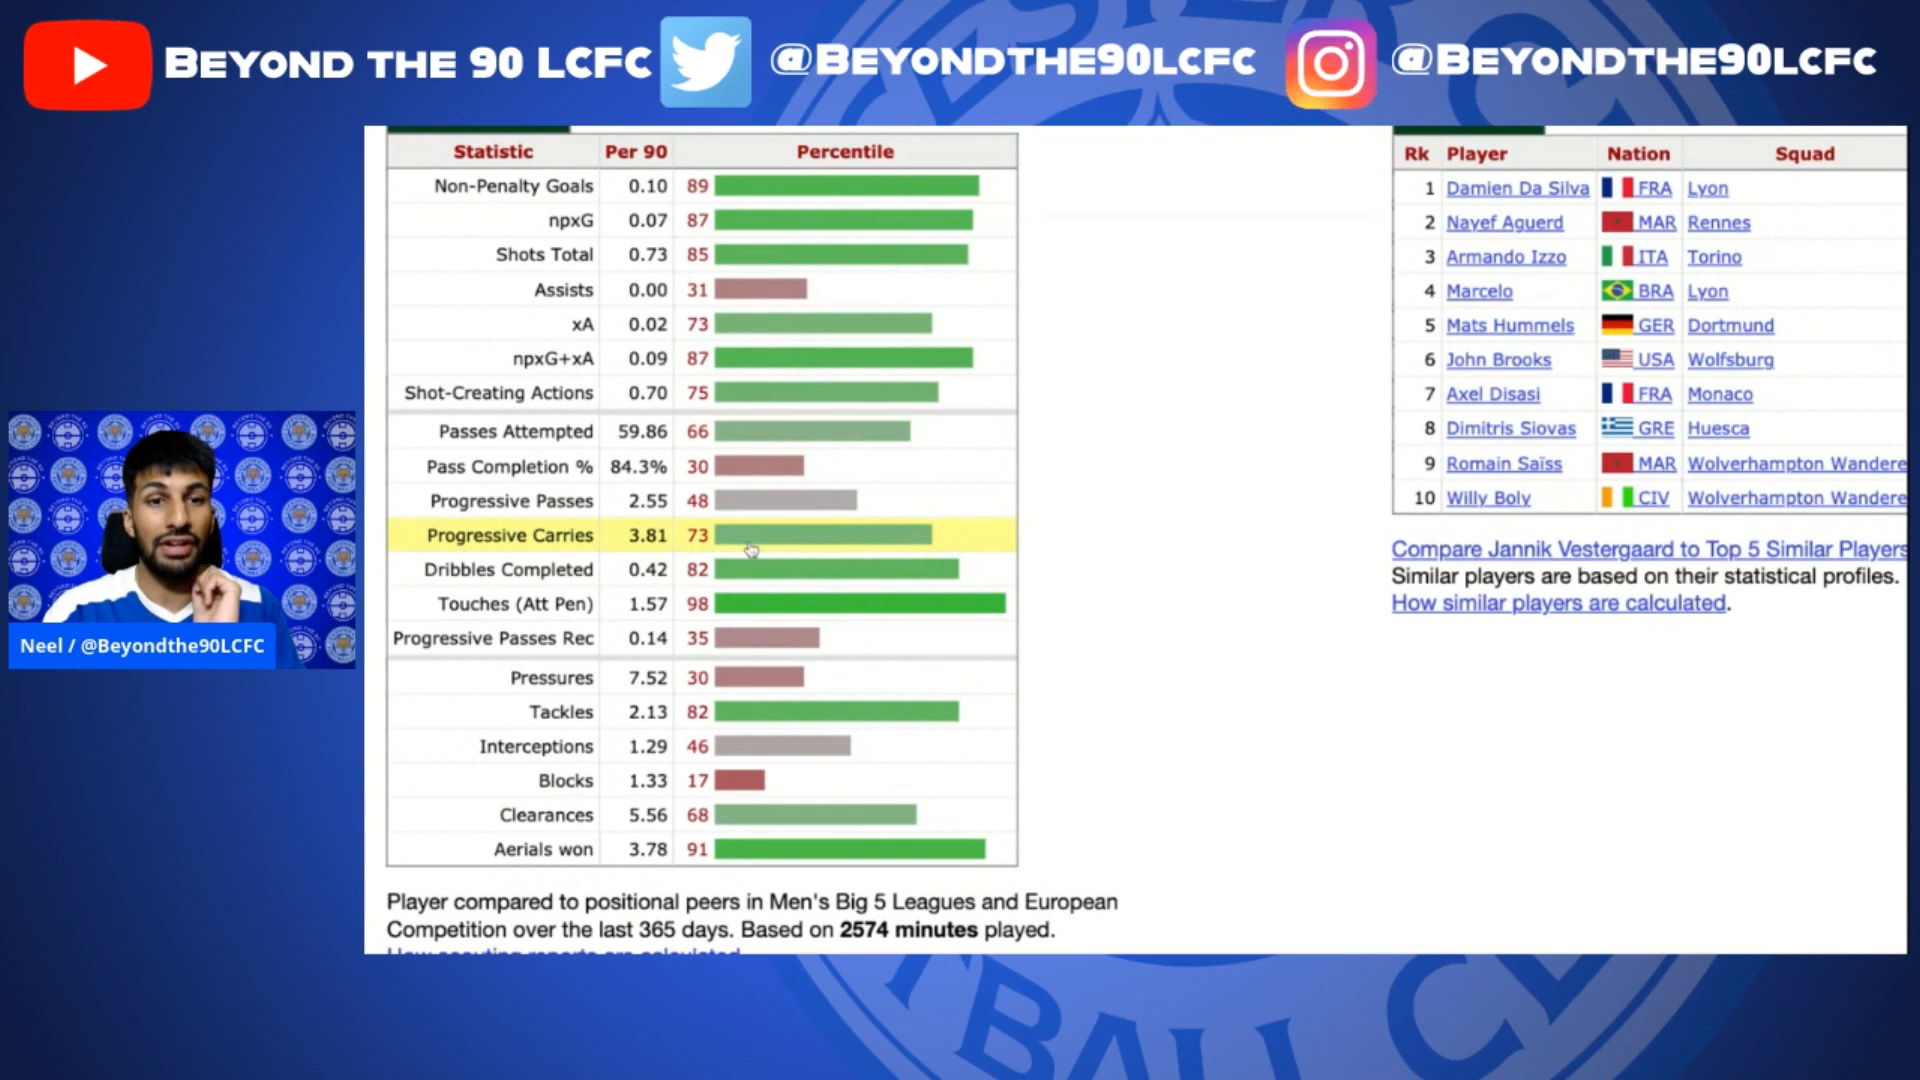 BEYOND THE 90 LCFC @BEYONDTHE90LCFC @BEYONDTHE90LCFC
Statistic Per 90 Percentile
Non-Penalty Goals 0.10 89
npxG 0.07 87
Shots Total 0.73 85
Assists 0.00 31
xA 0.02 73
npxG+xA 0.09 87
Shot-Creating Actions 0.70 75
Passes Attempted 59.86 66
Pass Completion % 84.3% 30
Progressive Passes 2.55 48
Progressive Carries 3.81 73
Dribbles Completed 0.42 82
Touches (Att Pen) 1.57 98
Progressive Passes Rec 0.14 35
Pressures 7.52 30
Tackles 2.13 82
Interceptions 1.29 46
Blocks 1.33 17
Clearances 5.56 68
Aerials won 3.78 91
Player compared to positional peers in Men's Big 5 Leagues and European
Competition over the last 365 days. Based on 2574 minutes played.
How scouting reports are calculated
Rk Player Nation Squad
1 Damien Da Silva FRA Lyon
2 Nayef Aguerd MAR Rennes
3 Armando Izzo ITA Torino
4 Marcelo BRA Lyon
5 Mats Hummels GER Dortmund
6 John Brooks USA Wolfsburg
7 Axel Disasi FRA Monaco
8 Dimitris Siovas GRE Huesca
9 Romain Saïss MAR Wolverhampton Wandere
10 Willy Boly CIV Wolverhampton Wandere
Compare Jannik Vestergaard to Top 5 Similar Players
Similar players are based on their statistical profiles.
How similar players are calculated.
Neel / @Beyondthe90LCFC